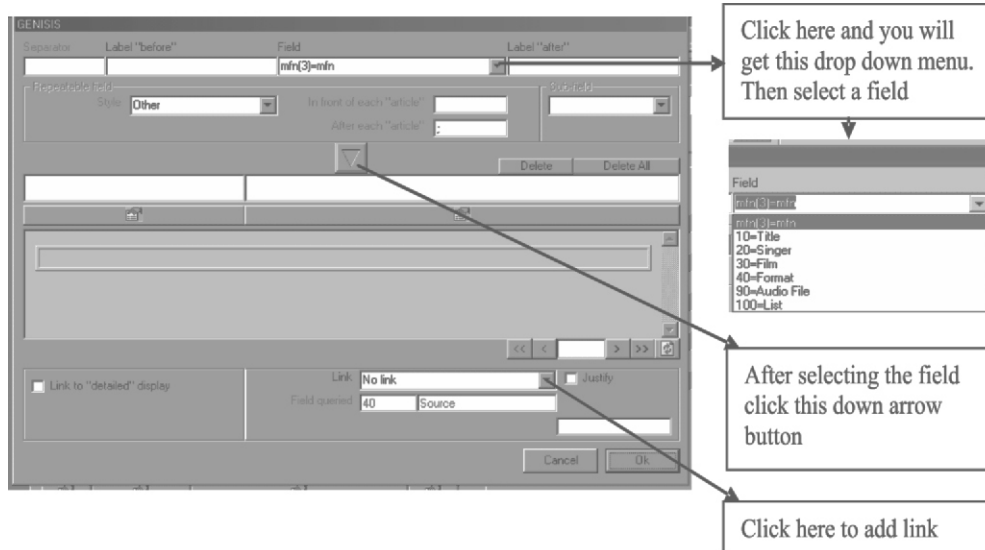 GENISIS
Separator Label "before" Field Label "after"
mfn(3)=mfn
Repeatable field
Style Other In front of each "article" Subfield
After each "article" ;
Delete Delete All
<< < > >>
Link to "detailed" display
Link No link Justify
Field queried 40 Source
Cancel Ok
Click here and you will
get this drop down menu.
Then select a field
Field
mfn(3)=mfn
mfn(3)=mfn
10=Title
20=Singer
30=Film
40=Format
90=Audio File
100=List
After selecting the field
click this down arrow
button
Click here to add link